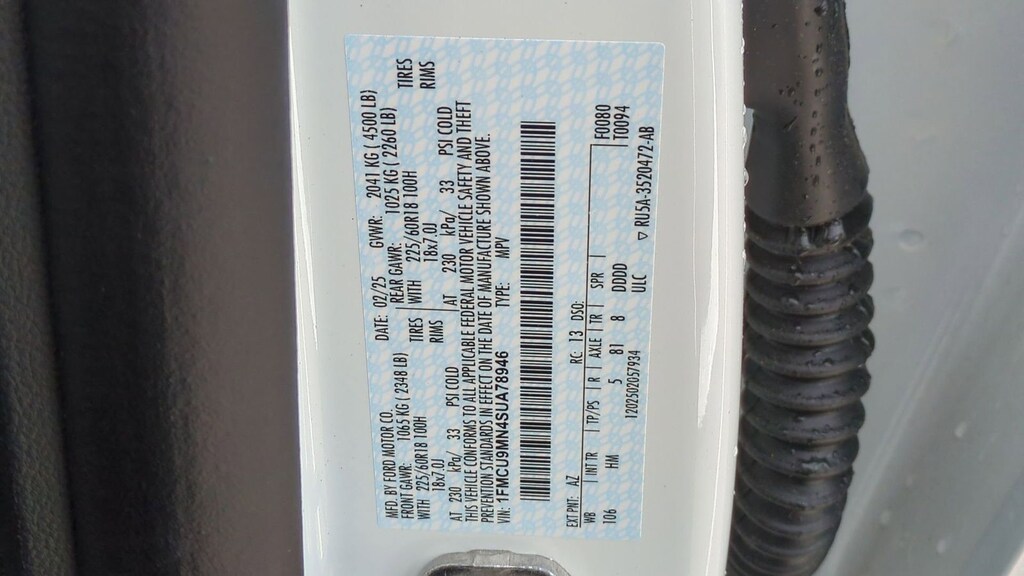 MFD. BY FORD MOTOR CO.
DATE: 02/25 GVWR: 2041 KG ( 4500 LB)
FRONT GAWR: 1065 KG ( 2348 LB) REAR GAWR: 1025 KG ( 2260 LB)
WITH 225/60R18 100H TIRES WITH 225/60R18 100H TIRES
18x7.0J RIMS 18x7.0J RIMS
AT 230 kPa/ 33 PSI COLD AT 230 kPa/ 33 PSI COLD
THIS VEHICLE CONFORMS TO ALL APPLICABLE FEDERAL MOTOR VEHICLE SAFETY AND THEFT
PREVENTION STANDARDS IN EFFECT ON THE DATE OF MANUFACTURE SHOWN ABOVE.
VIN: 1FMCU9MN4SUA78946 TYPE: MPV
EXT PNT: AZ RC: 13 DSO: F0080
WB INTR TP/PS R AXLE TR SPR T0094
106 HM 5 81 8 DDDD
1202502057934 ULC
▽ RU5A-3520472-AB